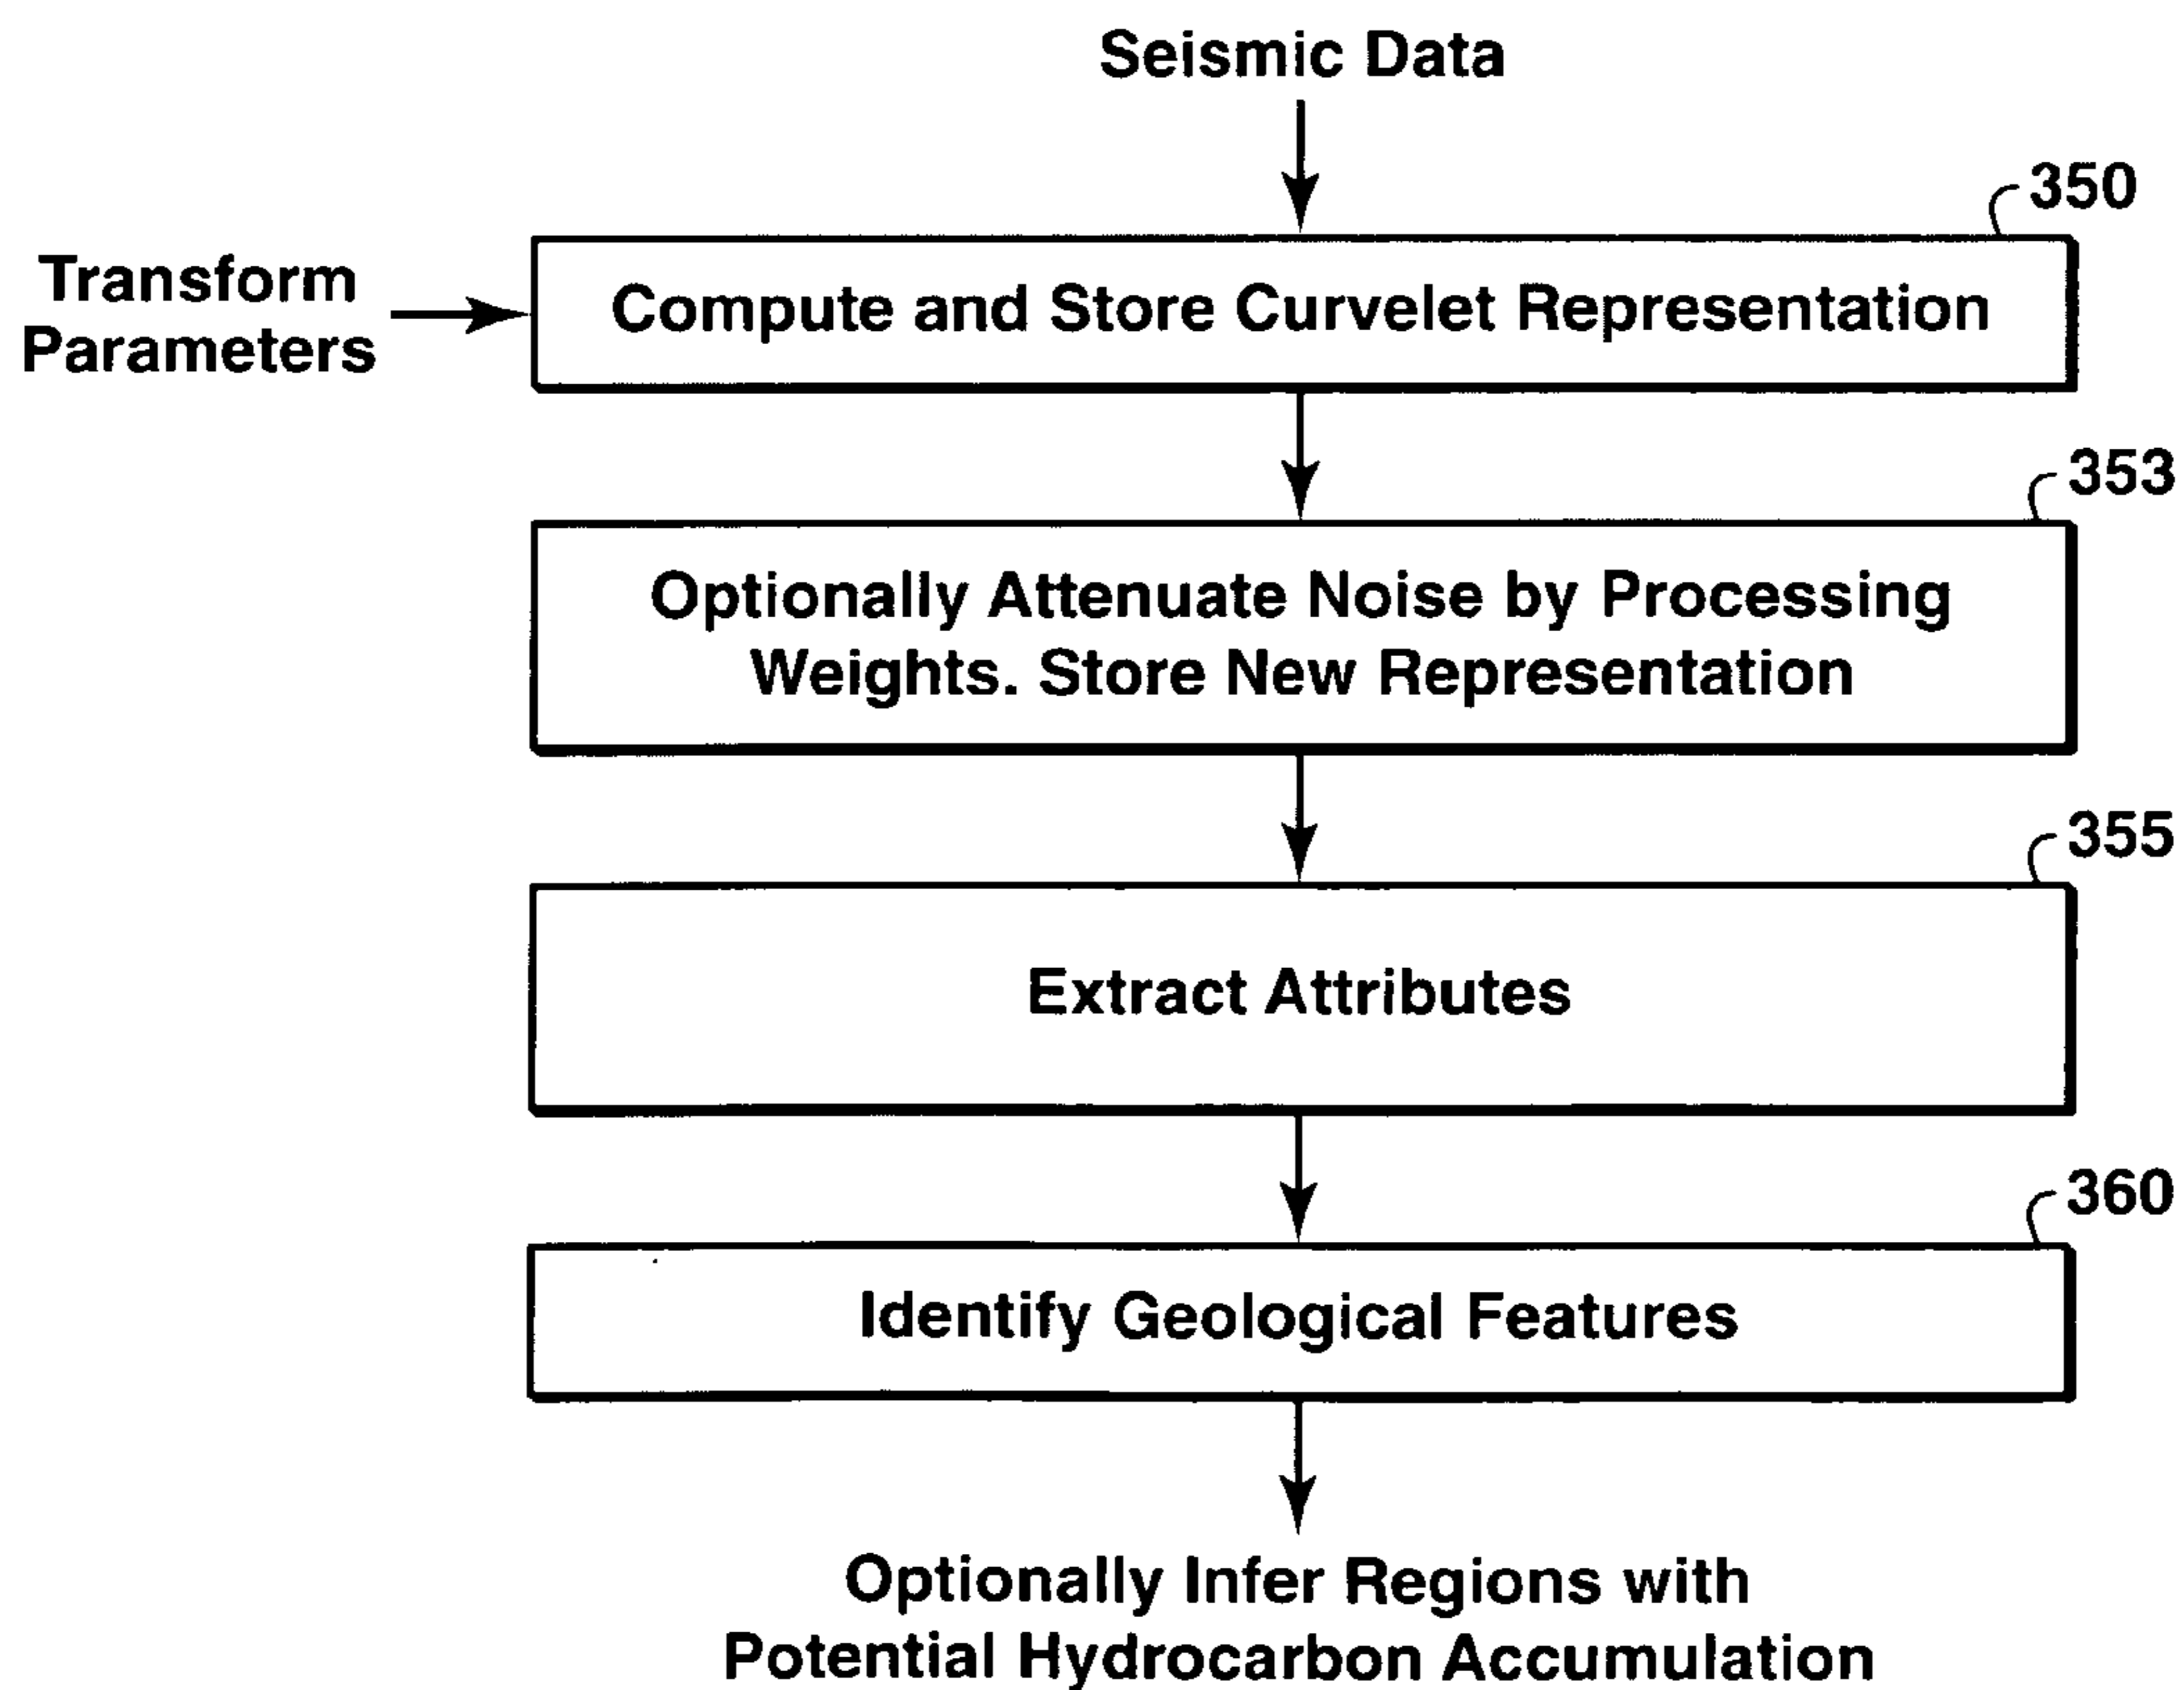 Seismic Data
350
Transform
Parameters
Compute and Store Curvelet Representation
353
Optionally Attenuate Noise by Processing
Weights. Store New Representation
355
Extract Attributes
360
Identify Geological Features
Optionally Infer Regions with
Potential Hydrocarbon Accumulation